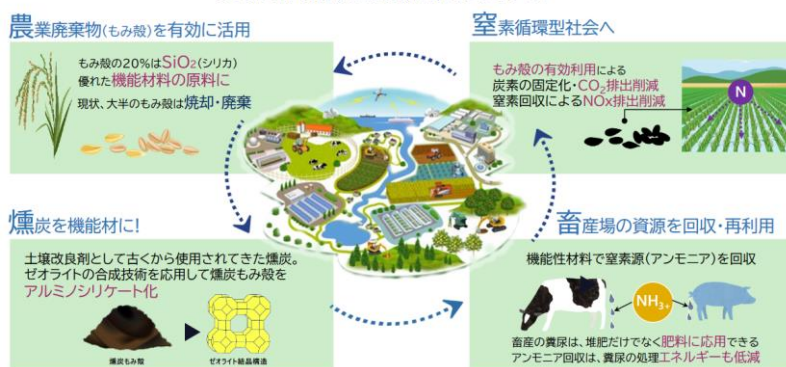 農業廃棄物(もみ殻)を有効に活用
もみ殻の20%はSiO2(シリカ)
優れた機能材料の原料に
現状、大半のもみ殻は焼却・廃棄
窒素循環型社会へ
もみ殻の有効利用による
炭素の固定化・CO2排出削減
窒素回収によるNOx排出削減
N
燻炭を機能材に!
土壌改良剤として古くから使用されてきた燻炭。
ゼオライトの合成技術を応用して燻炭もみ殻を
アルミノシリケート化
燻炭もみ殻
ゼオライト結晶構造
畜産場の資源を回収・再利用
機能性材料で窒素源(アンモニア)を回収
NH3+
畜産の糞尿は、堆肥だけでなく肥料に応用できる
アンモニア回収は、糞尿の処理エネルギーも低減